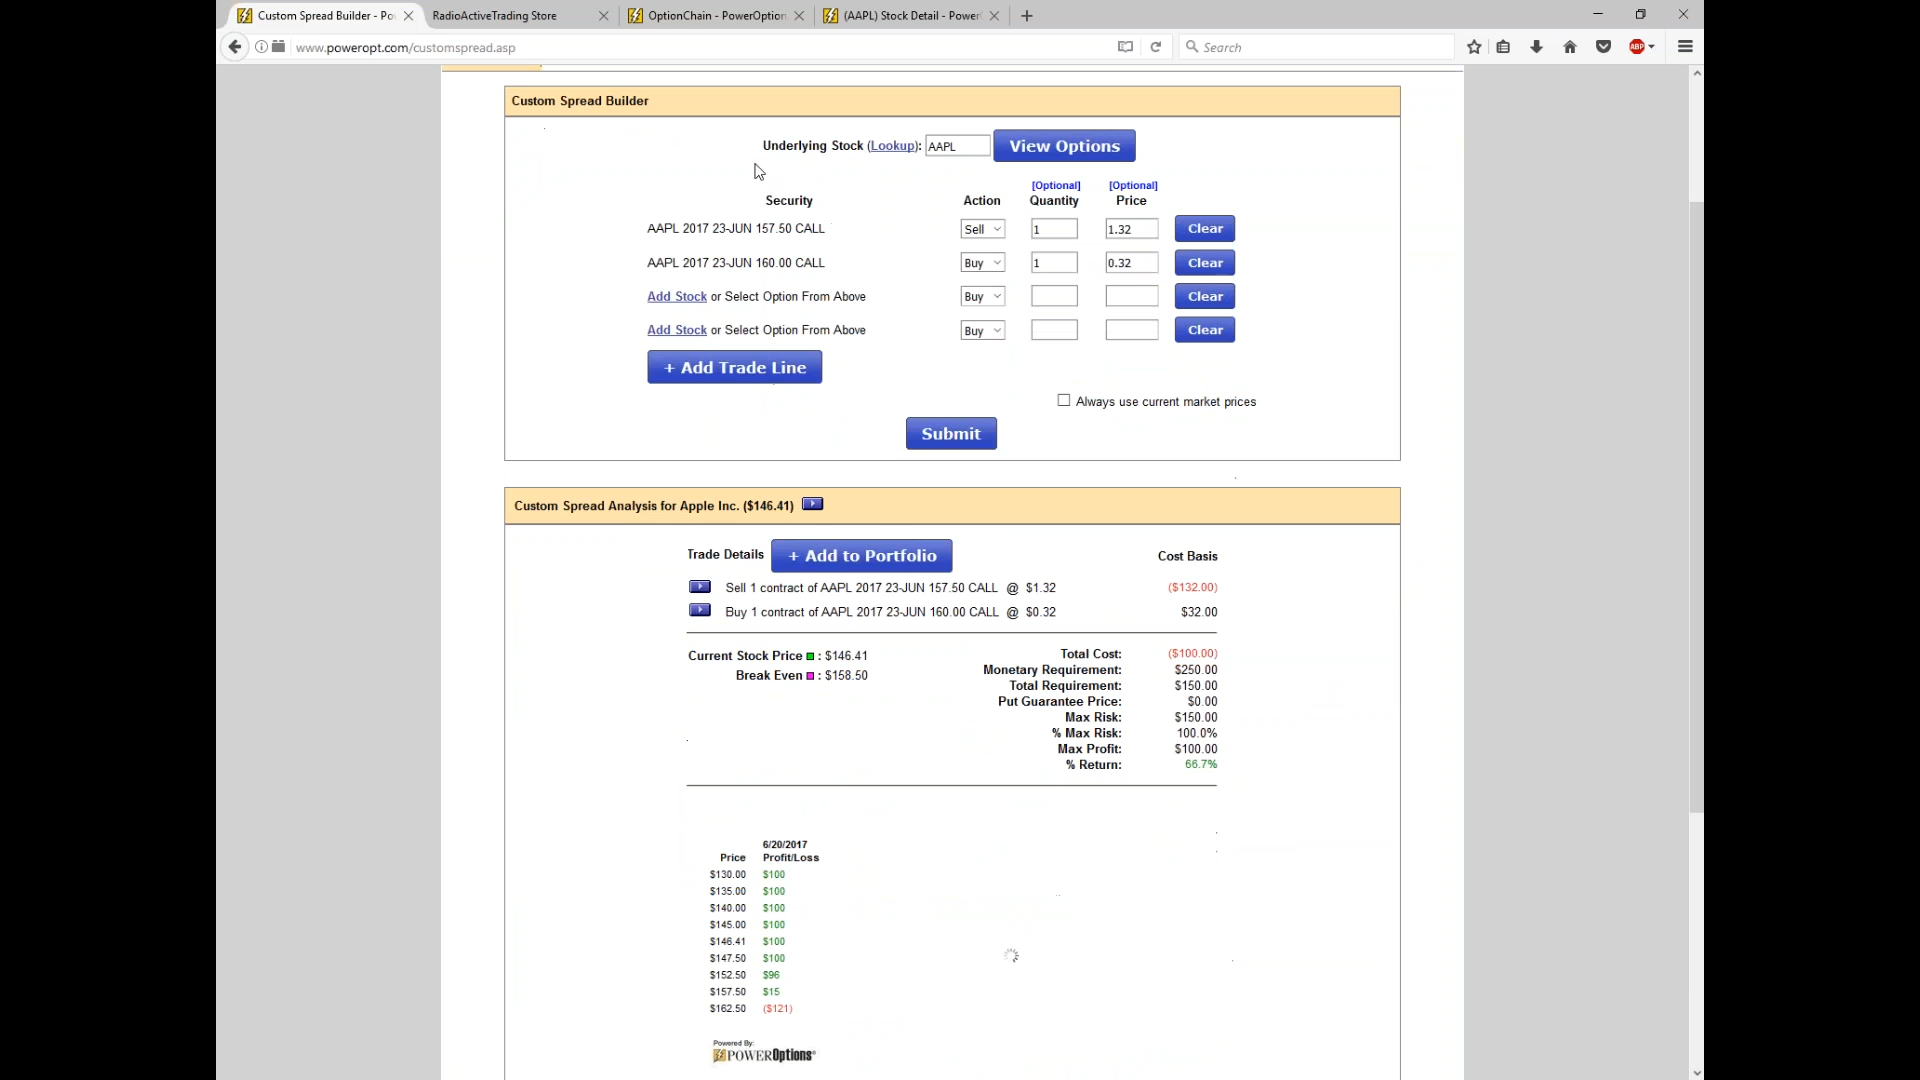 Custom Spread Builder - Po
RadioActiveTrading Store
OptionChain - PowerOption
(AAPL) Stock Detail - Power
www.poweropt.com/customspread.asp
Search
ABP
Custom Spread Builder
Underlying Stock (Lookup): AAPL View Options
[Optional] [Optional]
Security Action Quantity Price
AAPL 2017 23-JUN 157.50 CALL Sell 1 1.32 Clear
AAPL 2017 23-JUN 160.00 CALL Buy 1 0.32 Clear
Add Stock or Select Option From Above Buy Clear
Add Stock or Select Option From Above Buy Clear
+ Add Trade Line
Always use current market prices
Submit
Custom Spread Analysis for Apple Inc. ($146.41)
Trade Details + Add to Portfolio Cost Basis
Sell 1 contract of AAPL 2017 23-JUN 157.50 CALL @ $1.32 ($132.00)
Buy 1 contract of AAPL 2017 23-JUN 160.00 CALL @ $0.32 $32.00
Current Stock Price : $146.41
Break Even : $158.50
Total Cost: ($100.00)
Monetary Requirement: $250.00
Total Requirement: $150.00
Put Guarantee Price: $0.00
Max Risk: $150.00
% Max Risk: 100.0%
Max Profit: $100.00
% Return: 66.7%
6/20/2017
Price Profit/Loss
$130.00 $100
$135.00 $100
$140.00 $100
$145.00 $100
$146.41 $100
$147.50 $100
$152.50 $96
$157.50 $15
$162.50 ($121)
Powered By:
POWEROptions®